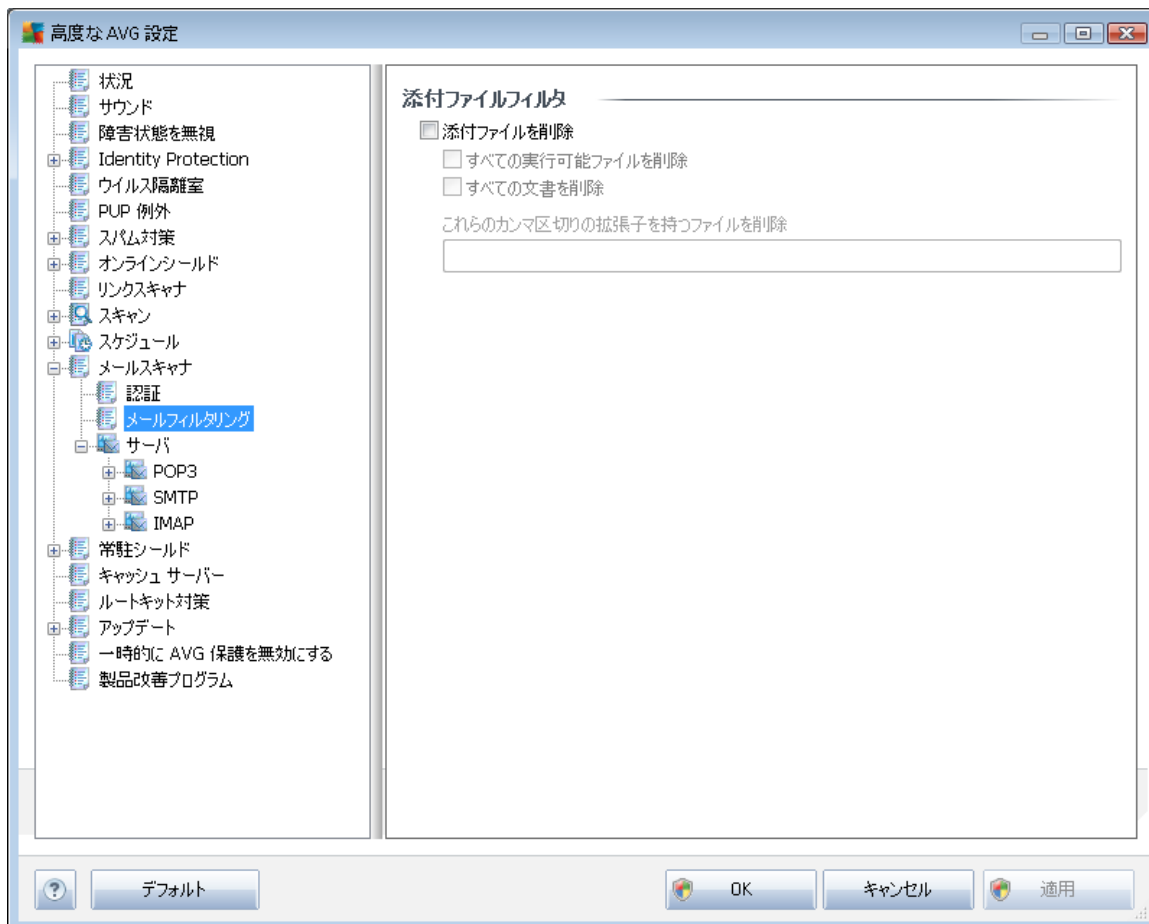 高度な AVG 設定
状況
サウンド
障害状態を無視
Identity Protection
ウイルス隔離室
PUP 例外
スパム対策
オンラインシールド
リンクスキャナ
スキャン
スケジュール
メールスキャナ
認証
メールフィルタリング
サーバ
POP3
SMTP
IMAP
常駐シールド
キャッシュ サーバー
ルートキット対策
アップデート
一時的に AVG 保護を無効にする
製品改善プログラム
添付ファイルフィルタ
添付ファイルを削除
すべての実行可能ファイルを削除
すべての文書を削除
これらのカンマ区切りの拡張子を持つファイルを削除
?
デフォルト
OK
キャンセル
適用